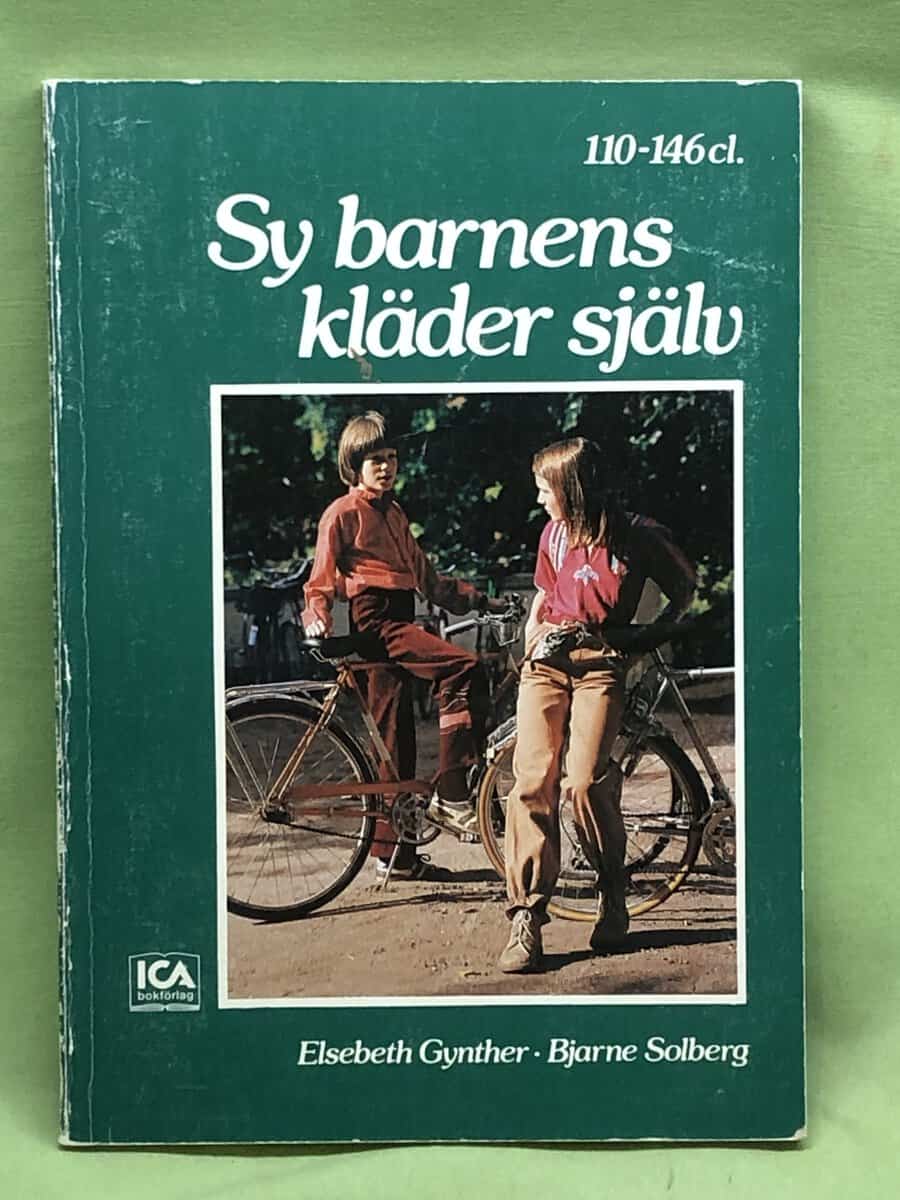 110-146 cl.
Sy barnens
kläder själv
ICA
bokförlag
Elsebeth Gynther · Bjarne Solberg